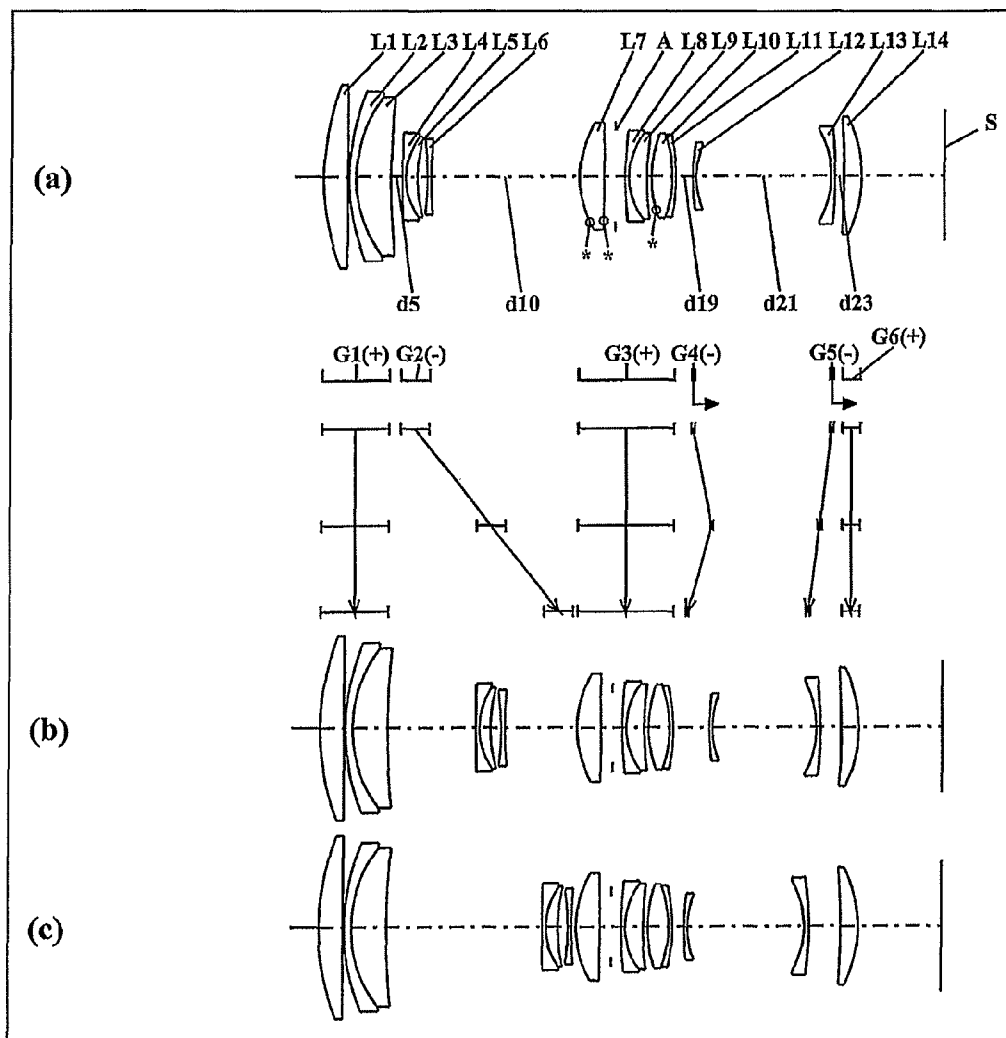 L1 L2 L3 L4 L5 L6 L7 A L8 L9 L10 L11 L12 L13 L14
S
(a)
* * *
d5 d10 d19 d21 d23
G1(+) G2(-) G3(+) G4(-) G5(-) G6(+)
(b)
(c)